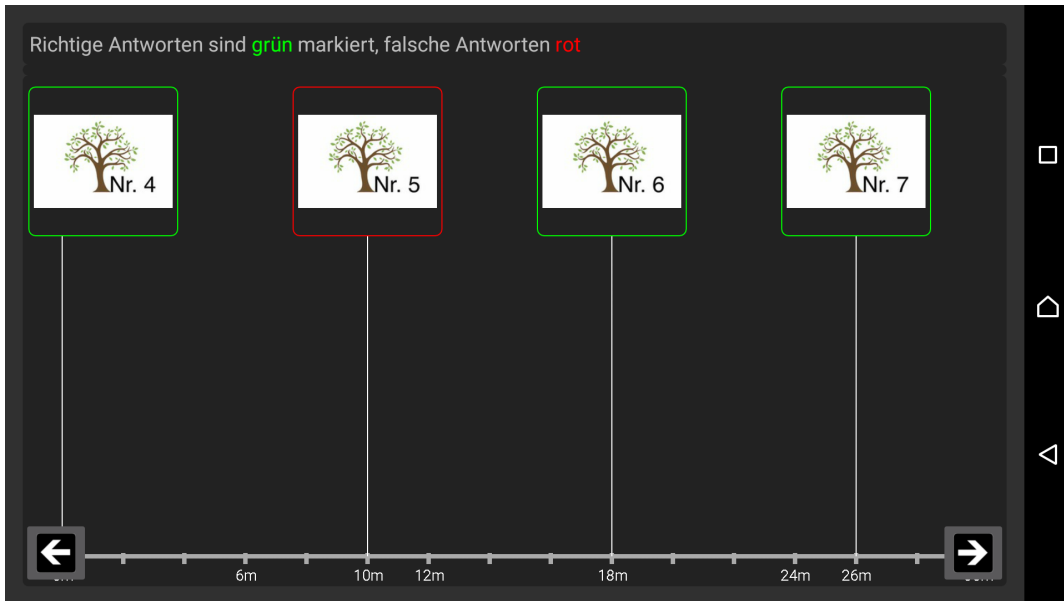 Richtige Antworten sind grün markiert, falsche Antworten rot
Nr. 4
Nr. 5
Nr. 6
Nr. 7
6m 10m 12m 18m 24m 26m